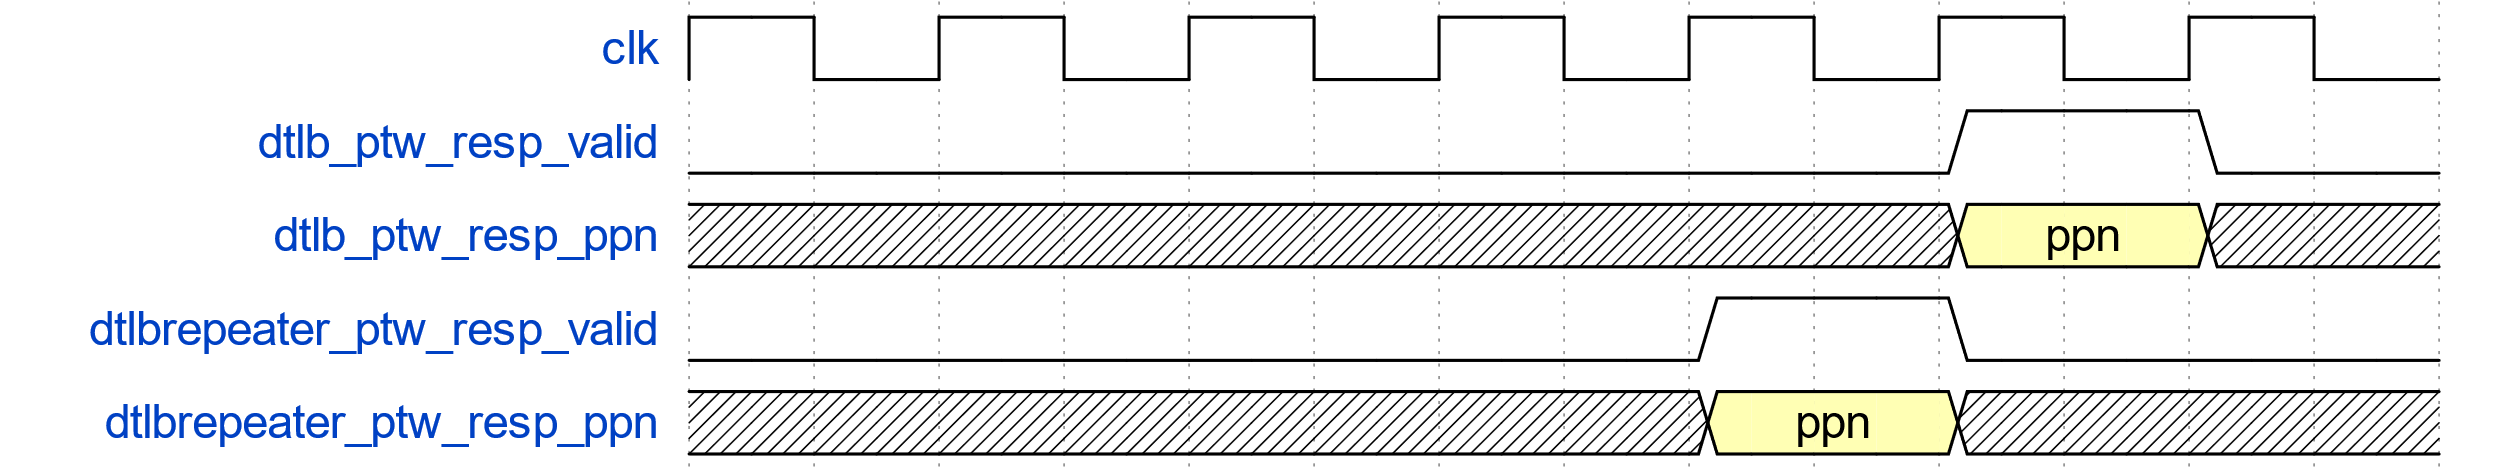 clk
dtlb_ptw_resp_valid
dtlb_ptw_resp_ppn
ppn
dtlbrepeater_ptw_resp_valid
dtlbrepeater_ptw_resp_ppn
ppn